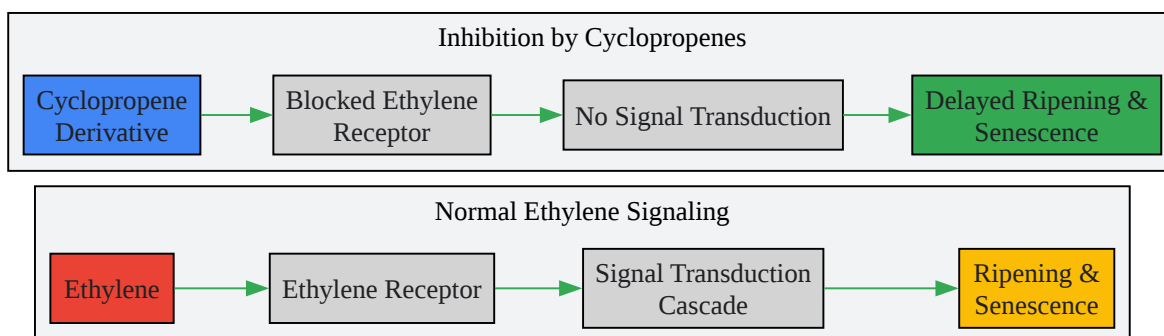 Inhibition by Cyclopropenes
Cyclopropene
Derivative
Blocked Ethylene
Receptor
No Signal Transduction
Delayed Ripening &
Senescence
Normal Ethylene Signaling
Ethylene
Ethylene Receptor
Signal Transduction
Cascade
Ripening &
Senescence